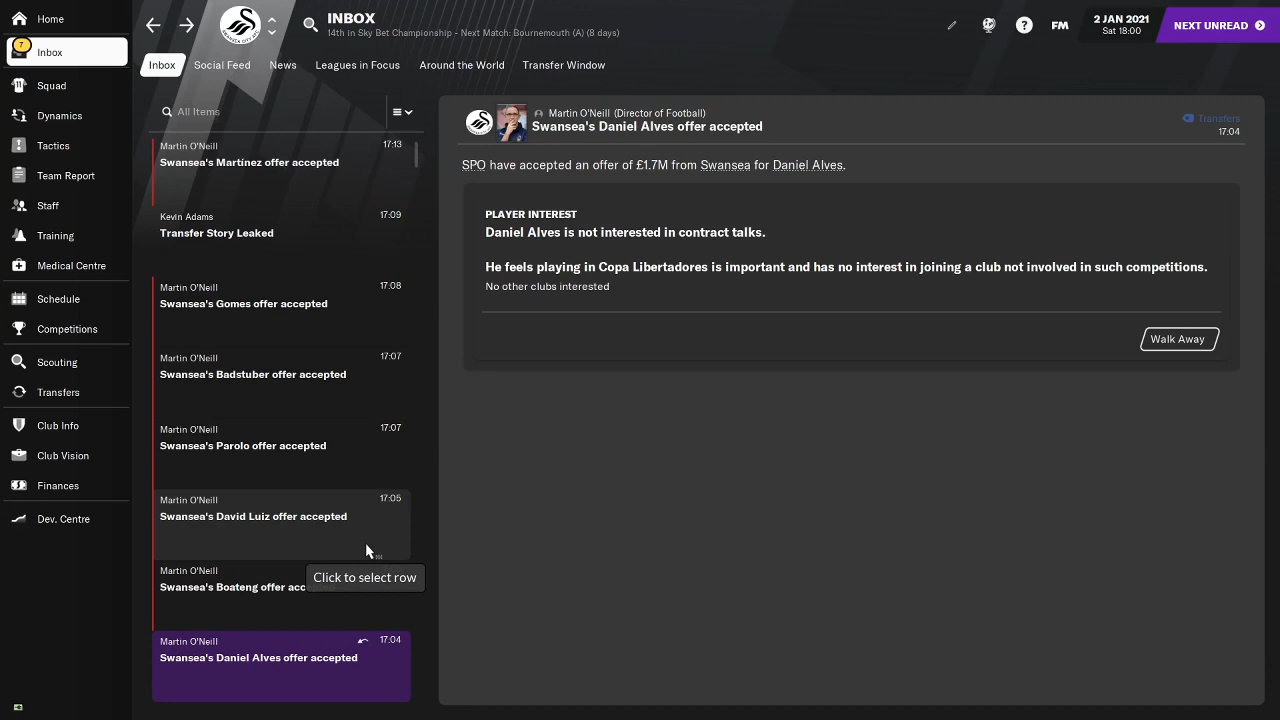 Home
7
Inbox
Squad
Dynamics
Tactics
Team Report
Staff
Training
Medical Centre
Schedule
Competitions
Scouting
Transfers
Club Info
Club Vision
Finances
Dev. Centre
INBOX
14th in Sky Bet Championship - Next Match: Bournemouth (A) (8 days)
FM
2 JAN 2021
Sat 18:00
NEXT UNREAD
Inbox
Social Feed
News
Leagues in Focus
Around the World
Transfer Window
All Items
Martin O'Neill 17:13
Swansea's Martínez offer accepted
Kevin Adams 17:09
Transfer Story Leaked
Martin O'Neill 17:08
Swansea's Gomes offer accepted
Martin O'Neill 17:07
Swansea's Badstuber offer accepted
Martin O'Neill 17:07
Swansea's Parolo offer accepted
Martin O'Neill 17:05
Swansea's David Luiz offer accepted
Click to select row
Martin O'Neill
Swansea's Boateng offer
Martin O'Neill 17:04
Swansea's Daniel Alves offer accepted
Martin O'Neill (Director of Football)
Swansea's Daniel Alves offer accepted
Transfers
17:04
SPO have accepted an offer of £1.7M from Swansea for Daniel Alves.
PLAYER INTEREST
Daniel Alves is not interested in contract talks.
He feels playing in Copa Libertadores is important and has no interest in joining a club not involved in such competitions.
No other clubs interested
Walk Away